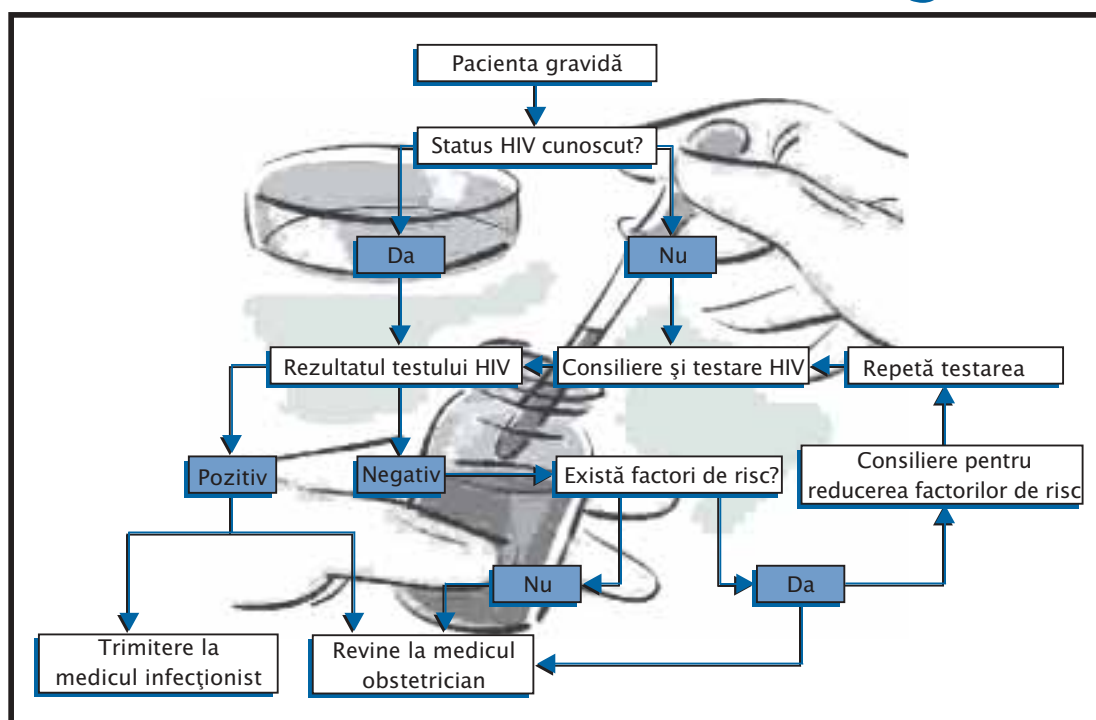 Pacienta gravidă
Status HIV cunoscut?
Da
Nu
Rezultatul testului HIV
Consiliere şi testare HIV
Repetă testarea
Pozitiv
Negativ
Există factori de risc?
Consiliere pentru
reducerea factorilor de risc
Nu
Da
Trimitere la
medicul infecţionist
Revine la medicul
obstetrician